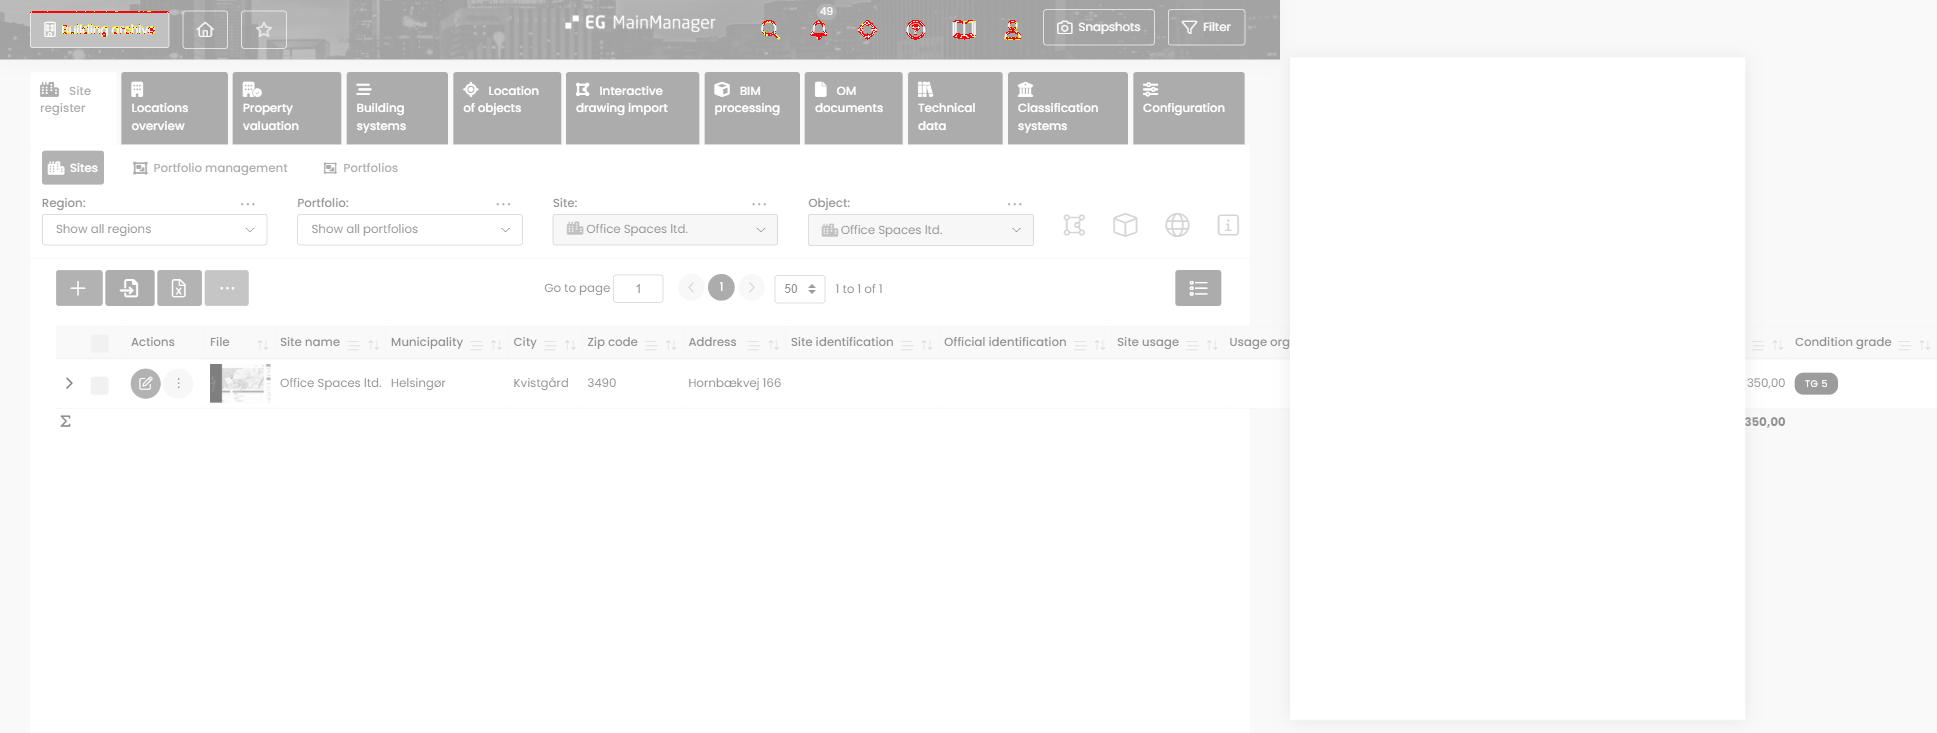 Building archive
49
EG MainManager
Snapshots
Filter
Site register
Locations overview
Property valuation
Building systems
Location of objects
Interactive drawing import
BIM processing
OM documents
Technical data
Classification systems
Configuration
Sites
Portfolio management
Portfolios
Region:
Portfolio:
Site:
Object:
Show all regions
Show all portfolios
Office Spaces ltd.
Office Spaces ltd.
Go to page
1
1
50
1 to 1 of 1
Actions
File
Site name
Municipality
City
Zip code
Address
Site identification
Official identification
Site usage
Usage org
Condition grade
Office Spaces ltd.
Helsingør
Kvistgård
3490
Hornbækvej 166
350,00
TG 5
Σ
350,00